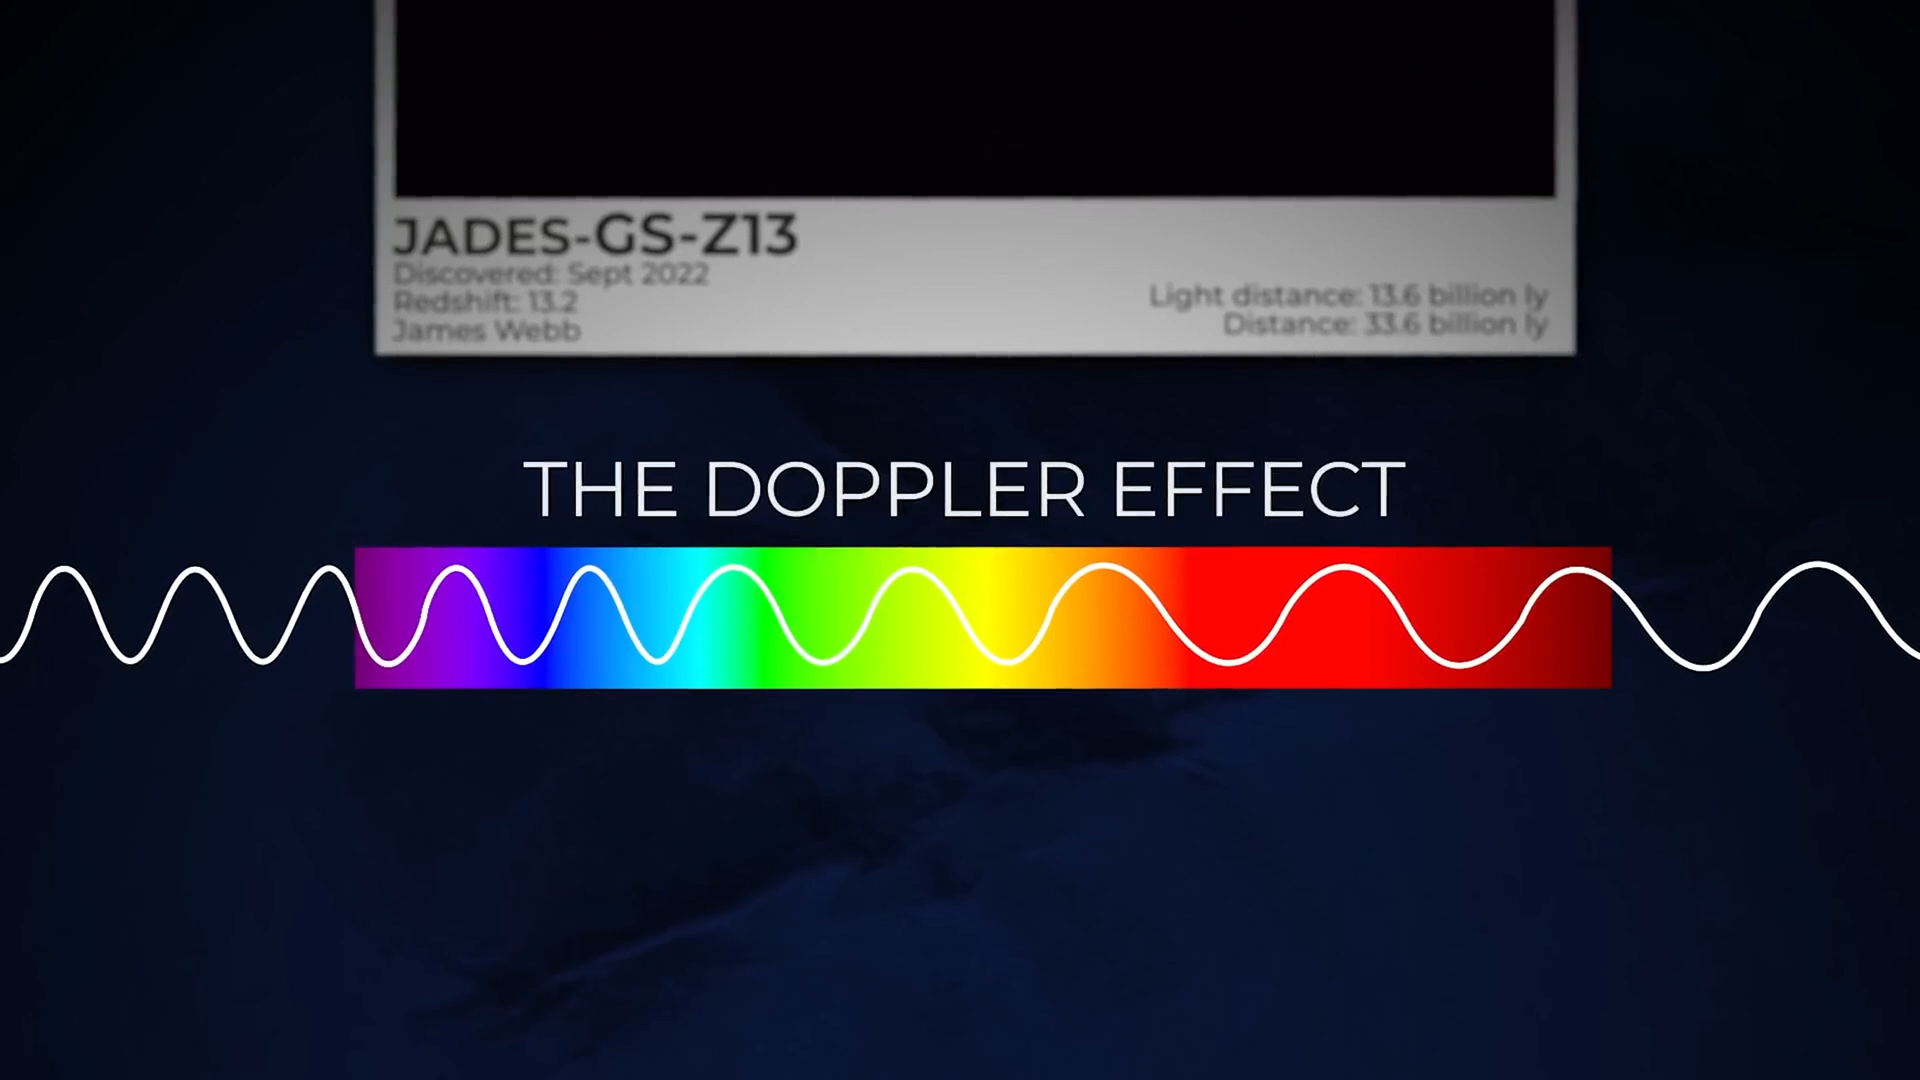 JADES-GS-Z13
Discovered: Sept 2022
Redshift: 13.2
James Webb
Light distance: 13.6 billion ly
Distance: 33.6 billion ly
THE DOPPLER EFFECT